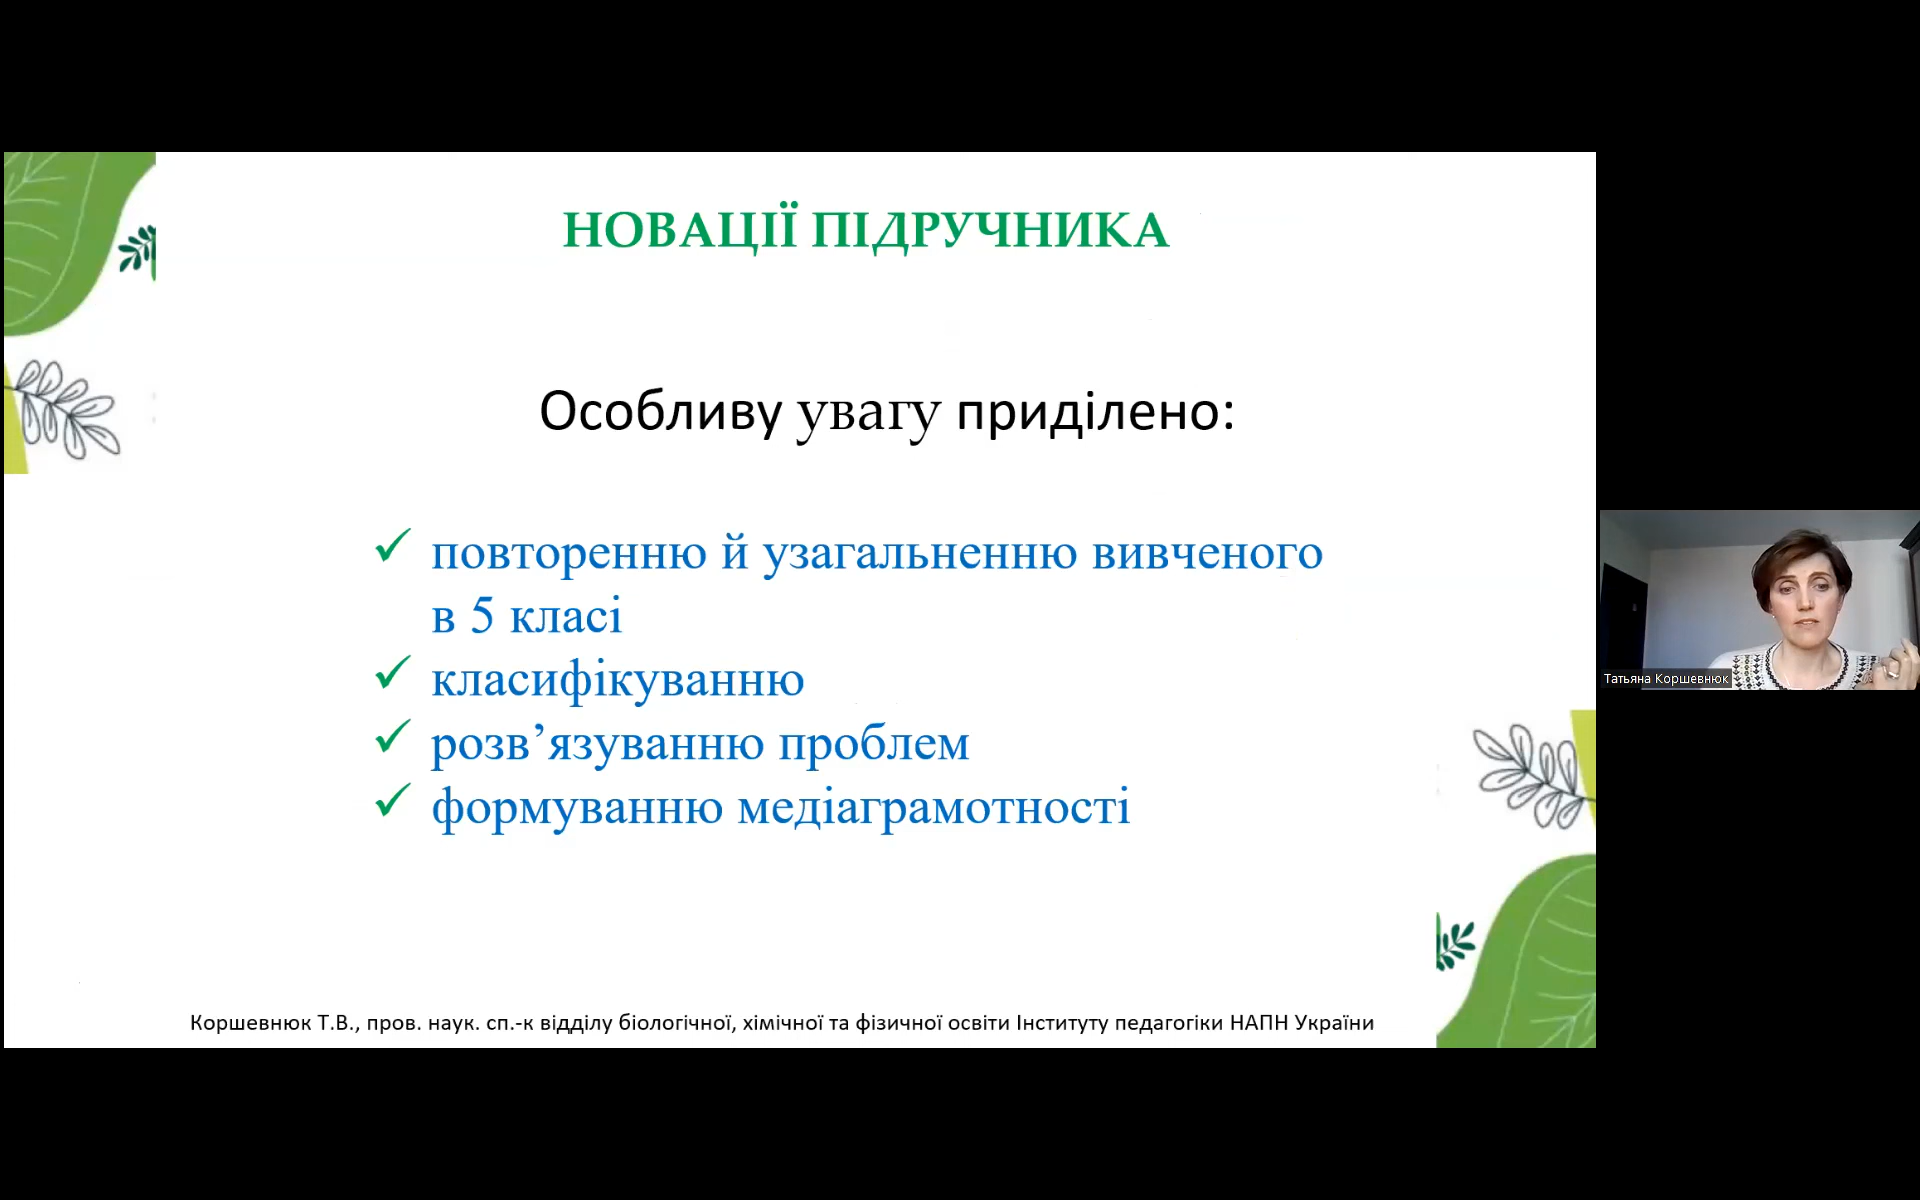 НОВАЦІЇ ПІДРУЧНИКА
Особливу увагу приділено:
✓ повторенню й узагальненню вивченого
в 5 класі
✓ класифікуванню
✓ розв’язуванню проблем
✓ формуванню медіаграмотності
Татьяна Коршевнюк
Коршевнюк Т.В., пров. наук. сп.-к відділу біологічної, хімічної та фізичної освіти Інституту педагогіки НАПН України